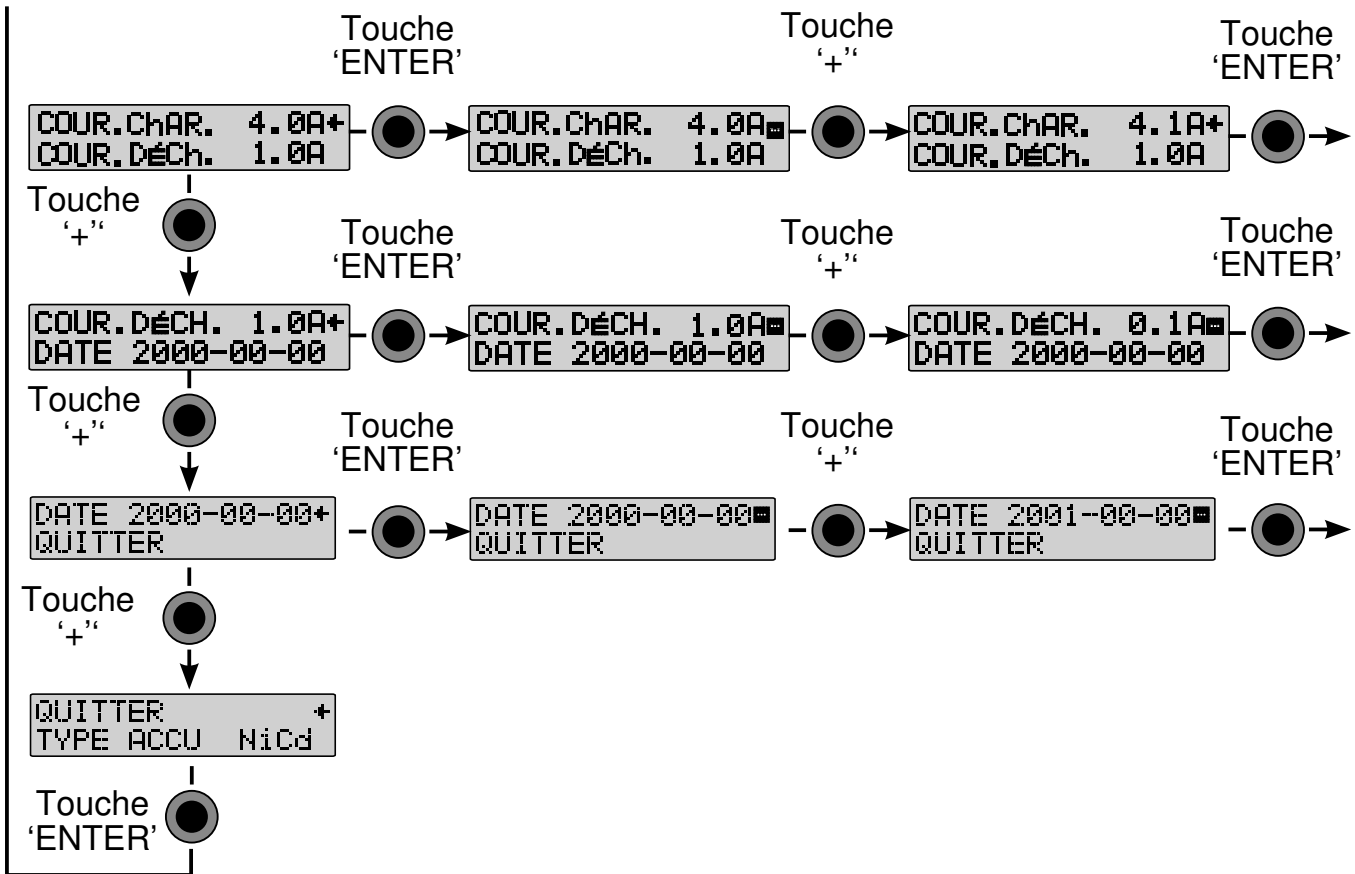 Touche
‘ENTER’
Touche
‘+’‘
Touche
‘ENTER’
COUR.ChAR. 4.0A←
COUR.DéCh. 1.0A
COUR.ChAR. 4.0A
COUR.DéCh. 1.0A
COUR.ChAR. 4.1A←
COUR.DéCh. 1.0A
Touche
‘+’‘
Touche
‘ENTER’
Touche
‘+’‘
Touche
‘ENTER’
COUR.DéCH. 1.0A←
DATE 2000-00-00
COUR.DéCH. 1.0A
DATE 2000-00-00
COUR.DéCH. 0.1A
DATE 2000-00-00
Touche
‘+’‘
Touche
‘ENTER’
Touche
‘+’‘
Touche
‘ENTER’
DATE 2000-00-00←
QUITTER
DATE 2000-00-00
QUITTER
DATE 2001-00-00
QUITTER
Touche
‘+’‘
QUITTER ←
TYPE ACCU NiCd
Touche
‘ENTER’